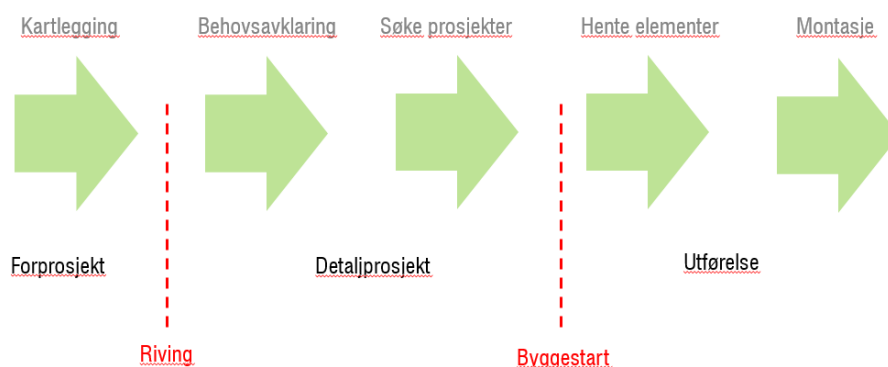 Kartlegging
Behovsavklaring
Søke prosjekter
Hente elementer
Montasje
Forprosjekt
Detaljprosjekt
Utførelse
Riving
Byggestart